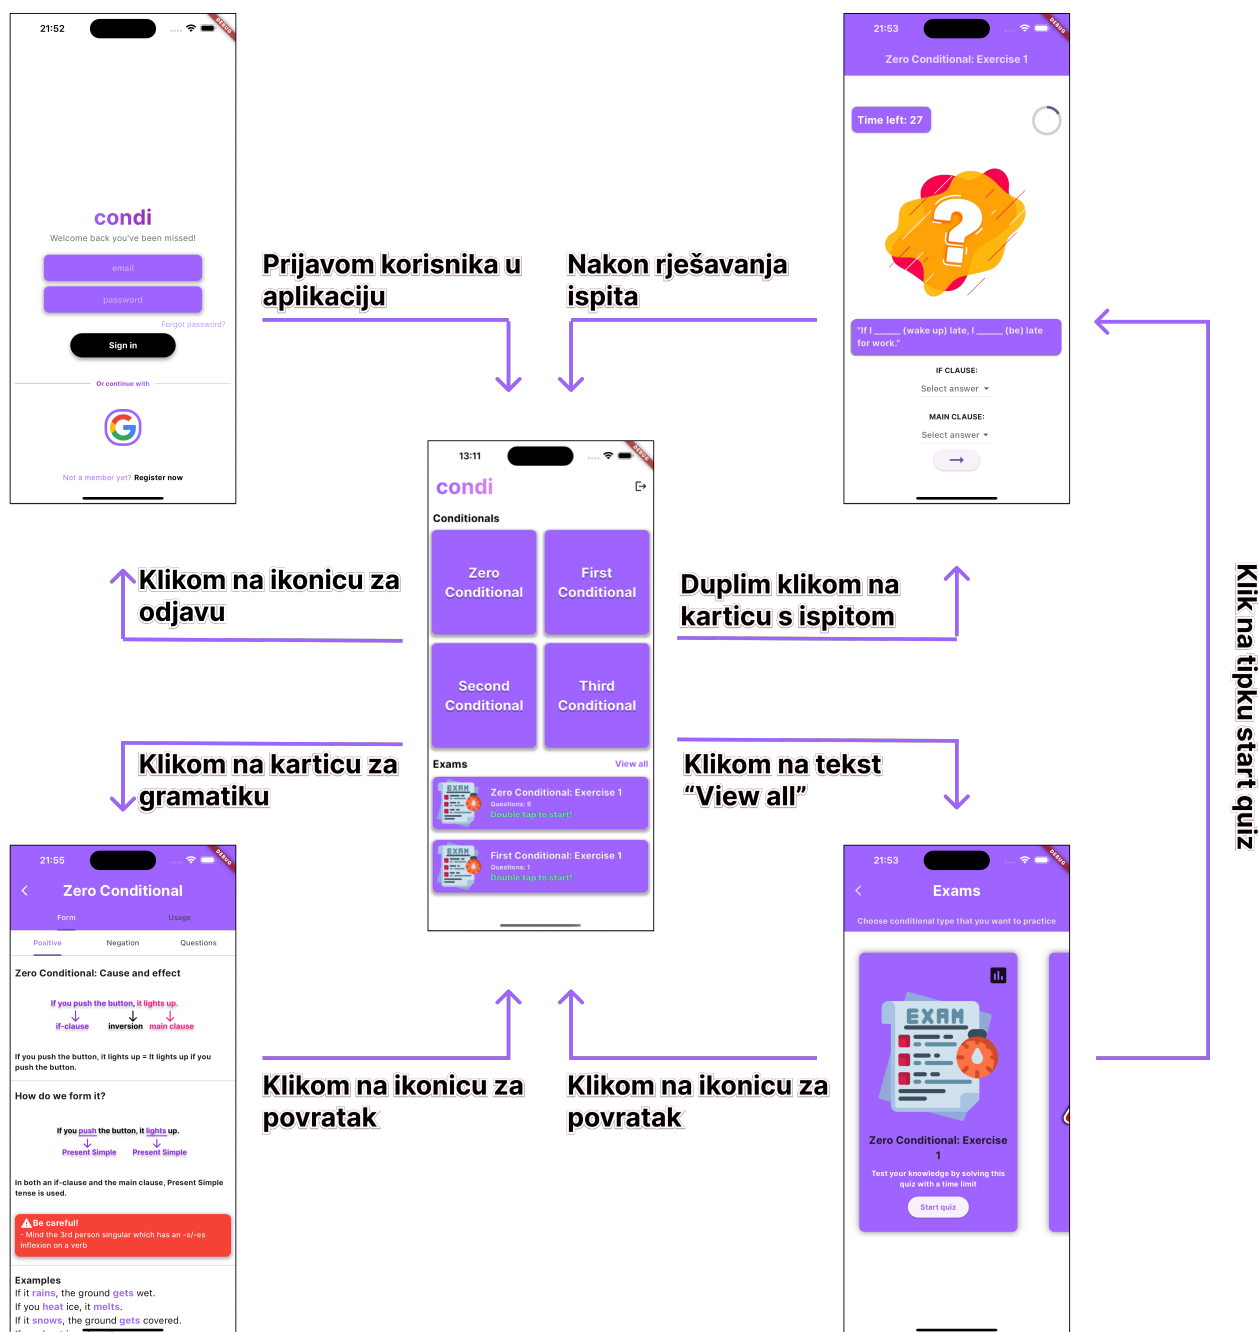 21:52
DEBUG
condi
Welcome back you've been missed!
email
password
Forgot password?
Sign in
Or continue with
Not a member yet? Register now
Prijavom korisnika u
aplikaciju
Nakon rješavanja
ispita
21:53
DEBUG
Zero Conditional: Exercise 1
Time left: 27
"If I ______ (wake up) late, I ______ (be) late
for work."
IF CLAUSE:
Select answer
MAIN CLAUSE:
Select answer
13:11
DEBUG
condi
Conditionals
Zero
Conditional
First
Conditional
Second
Conditional
Third
Conditional
Exams
View all
EXAM
Zero Conditional: Exercise 1
Questions: 6
Double tap to start!
EXAM
First Conditional: Exercise 1
Questions: 1
Double tap to start!
Klikom na ikonicu za
odjavu
Duplim klikom na
karticu s ispitom
Klikom na karticu za
gramatiku
Klikom na tekst
“View all”
Klik na tipku start quiz
21:55
DEBUG
Zero Conditional
Form
Usage
Positive
Negation
Questions
Zero Conditional: Cause and effect
If you push the button, it lights up.
if-clause
inversion
main clause
If you push the button, it lights up = It lights up if you
push the button.
How do we form it?
If you push the button, it lights up.
Present Simple
Present Simple
In both an if-clause and the main clause, Present Simple
tense is used.
Be careful!
- Mind the 3rd person singular which has an -s/-es
inflexion on a verb
Examples
If it rains, the ground gets wet.
If you heat ice, it melts.
If it snows, the ground gets covered.
Klikom na ikonicu za
povratak
Klikom na ikonicu za
povratak
21:53
DEBUG
Exams
Choose conditional type that you want to practice
EXAM
Zero Conditional: Exercise
1
Test your knowledge by solving this
quiz with a time limit
Start quiz